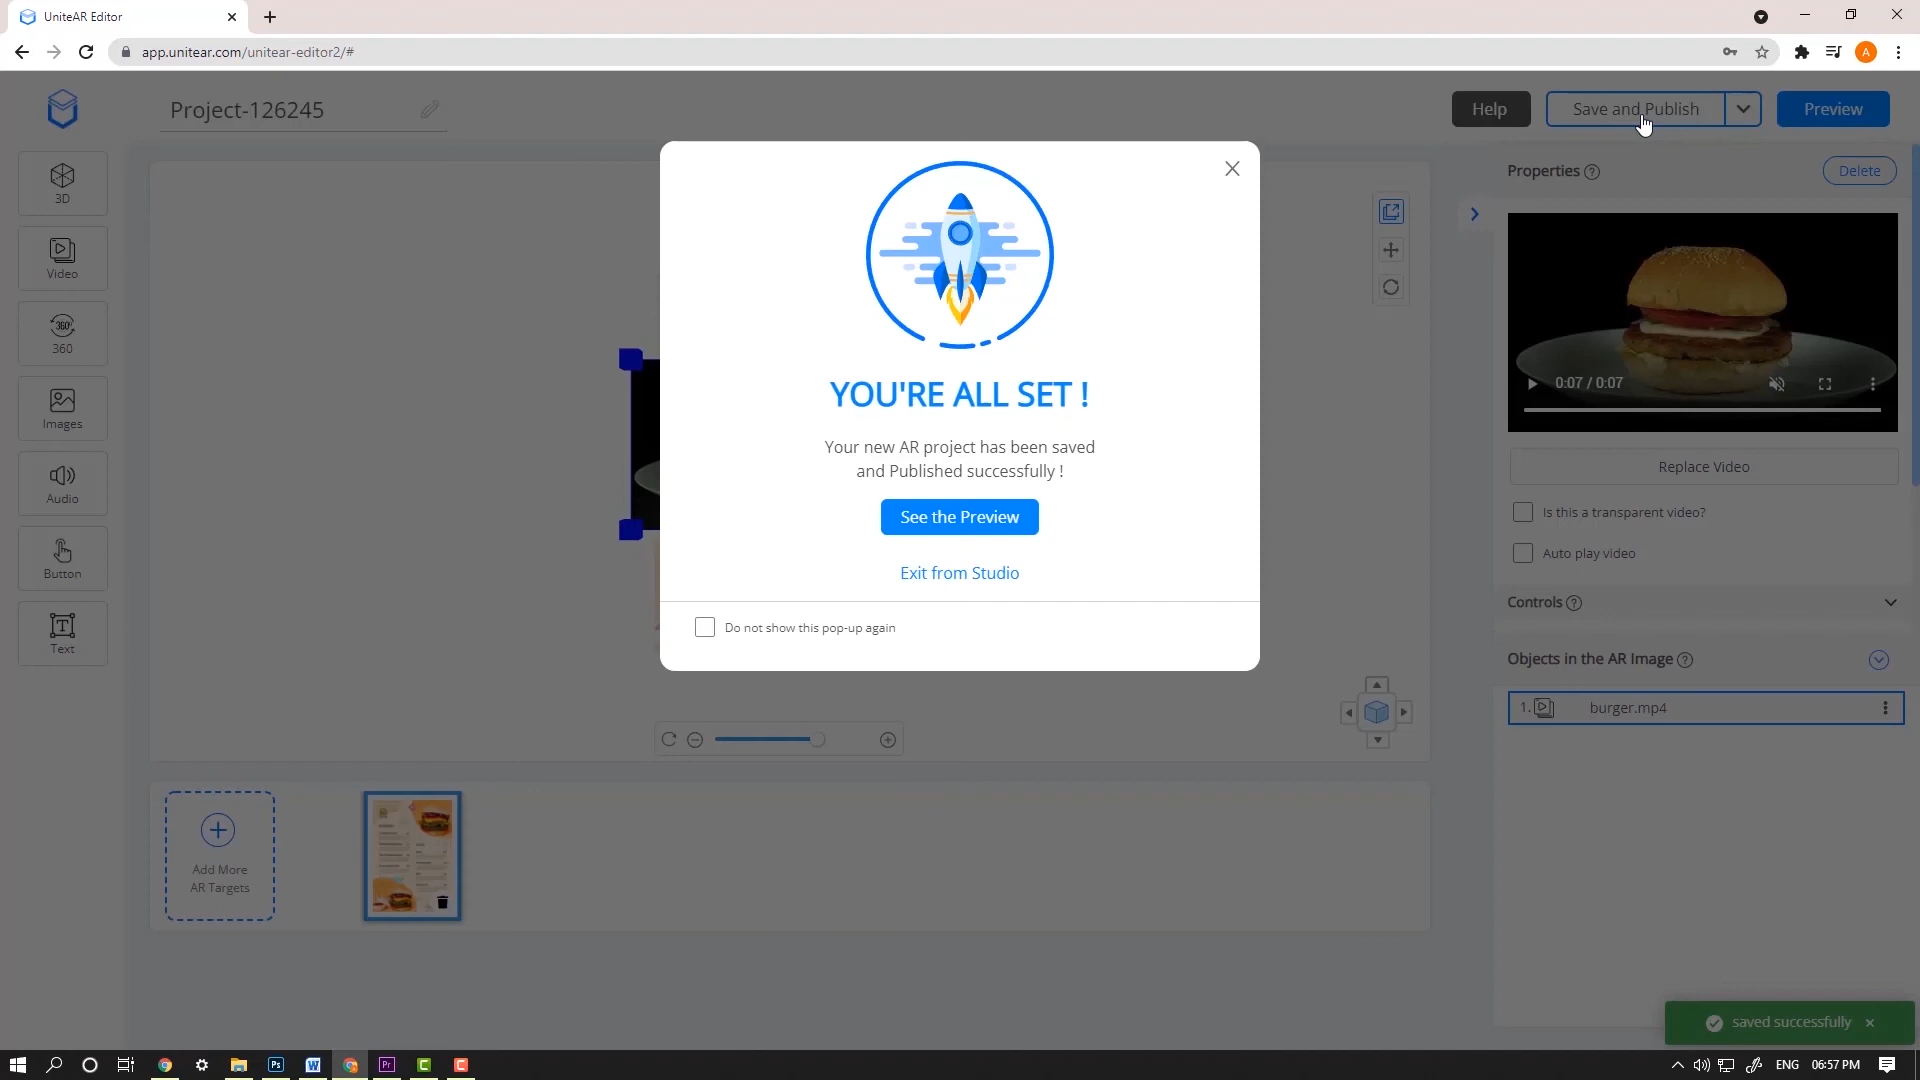 UniteAR Editor
app.unitear.com/unitear-editor2/#
A
Project-126245
Help
Save and Publish
Preview
3D
Video
360°
360
Images
Audio
Button
T
Text
YOU'RE ALL SET !
Your new AR project has been saved
and Published successfully !
See the Preview
Exit from Studio
Do not show this pop-up again
Properties ?
Delete
0:07 / 0:07
Replace Video
Is this a transparent video?
Auto play video
Controls ?
Objects in the AR Image ?
1. burger.mp4
Add More
AR Targets
saved successfully
Ps
W
Pr
C
C
ENG
06:57 PM